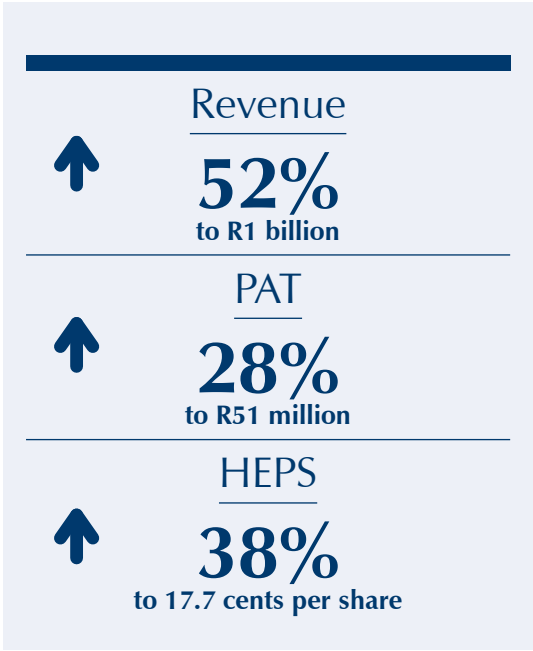 Revenue
52%
to R1 billion
PAT
28%
to R51 million
HEPS
38%
to 17.7 cents per share